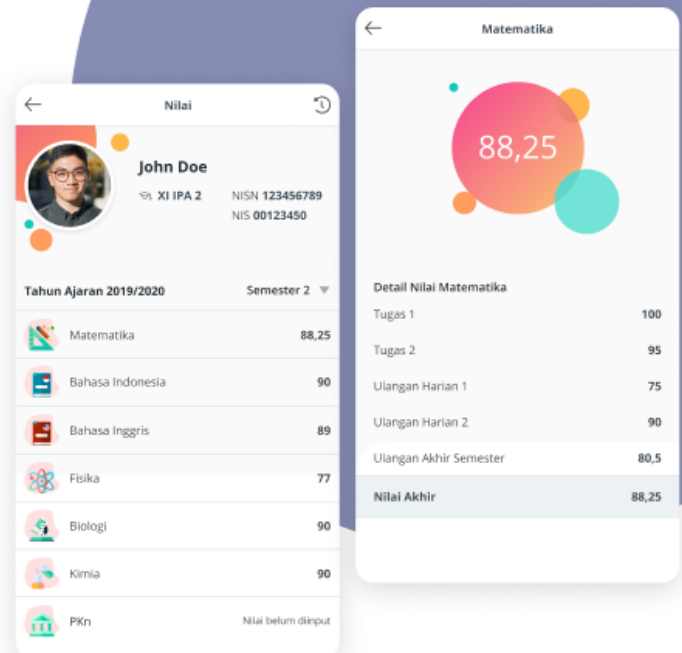 Nilai
John Doe
XI IPA 2 NISN 123456789
NIS 00123450
Tahun Ajaran 2019/2020 Semester 2
Matematika 88,25
Bahasa Indonesia 90
Bahasa Inggris 89
Fisika 77
Biologi 90
Kimia 90
PKn Nilai belum diinput
Matematika
88,25
Detail Nilai Matematika
Tugas 1 100
Tugas 2 95
Ulangan Harian 1 75
Ulangan Harian 2 90
Ulangan Akhir Semester 80,5
Nilai Akhir 88,25